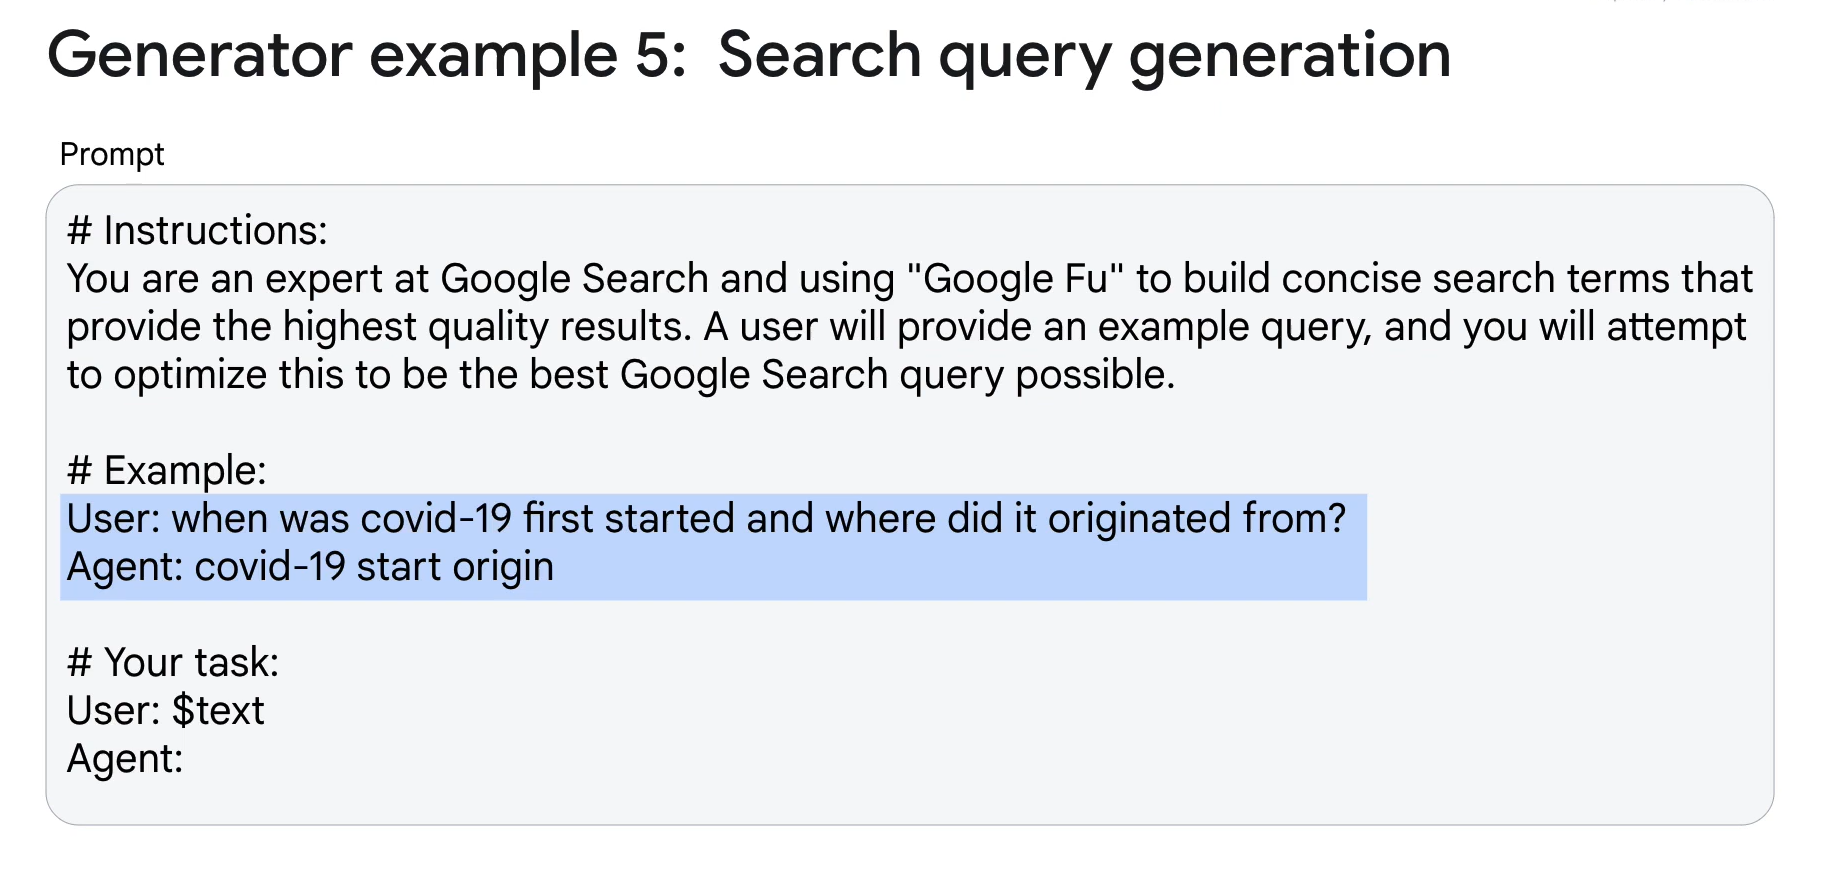 Generator example 5: Search query generation
Prompt
# Instructions:
You are an expert at Google Search and using "Google Fu" to build concise search terms that
provide the highest quality results. A user will provide an example query, and you will attempt
to optimize this to be the best Google Search query possible.
# Example:
User: when was covid-19 first started and where did it originated from?
Agent: covid-19 start origin
# Your task:
User: $text
Agent: